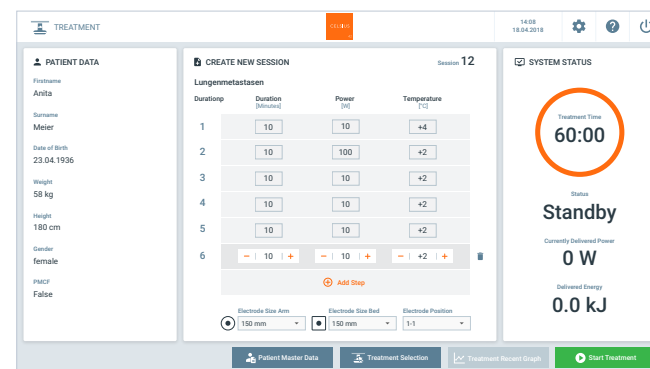 TREATMENT
CELSIUS
14:08
18.04.2018
PATIENT DATA
Firstname
Anita
Surname
Meier
Date of Birth
23.04.1936
Weight
58 kg
Height
180 cm
Gender
female
PMCF
False
CREATE NEW SESSION Session 12
Lungenmetastasen
Durationp Duration Power Temperature
[Minutes] [W] [°C]
1 10 10 +4
2 10 100 +2
3 10 10 +2
4 10 10 +2
5 10 10 +2
6 − 10 + − 10 + − +2 +
Add Step
Electrode Size Arm Electrode Size Bed Electrode Position
150 mm 150 mm 1-1
SYSTEM STATUS
Treatment Time
60:00
Status
Standby
Currently Delivered Power
0 W
Delivered Energy
0.0 kJ
Patient Master Data Treatment Selection Treatment Recent Graph Start Treatment